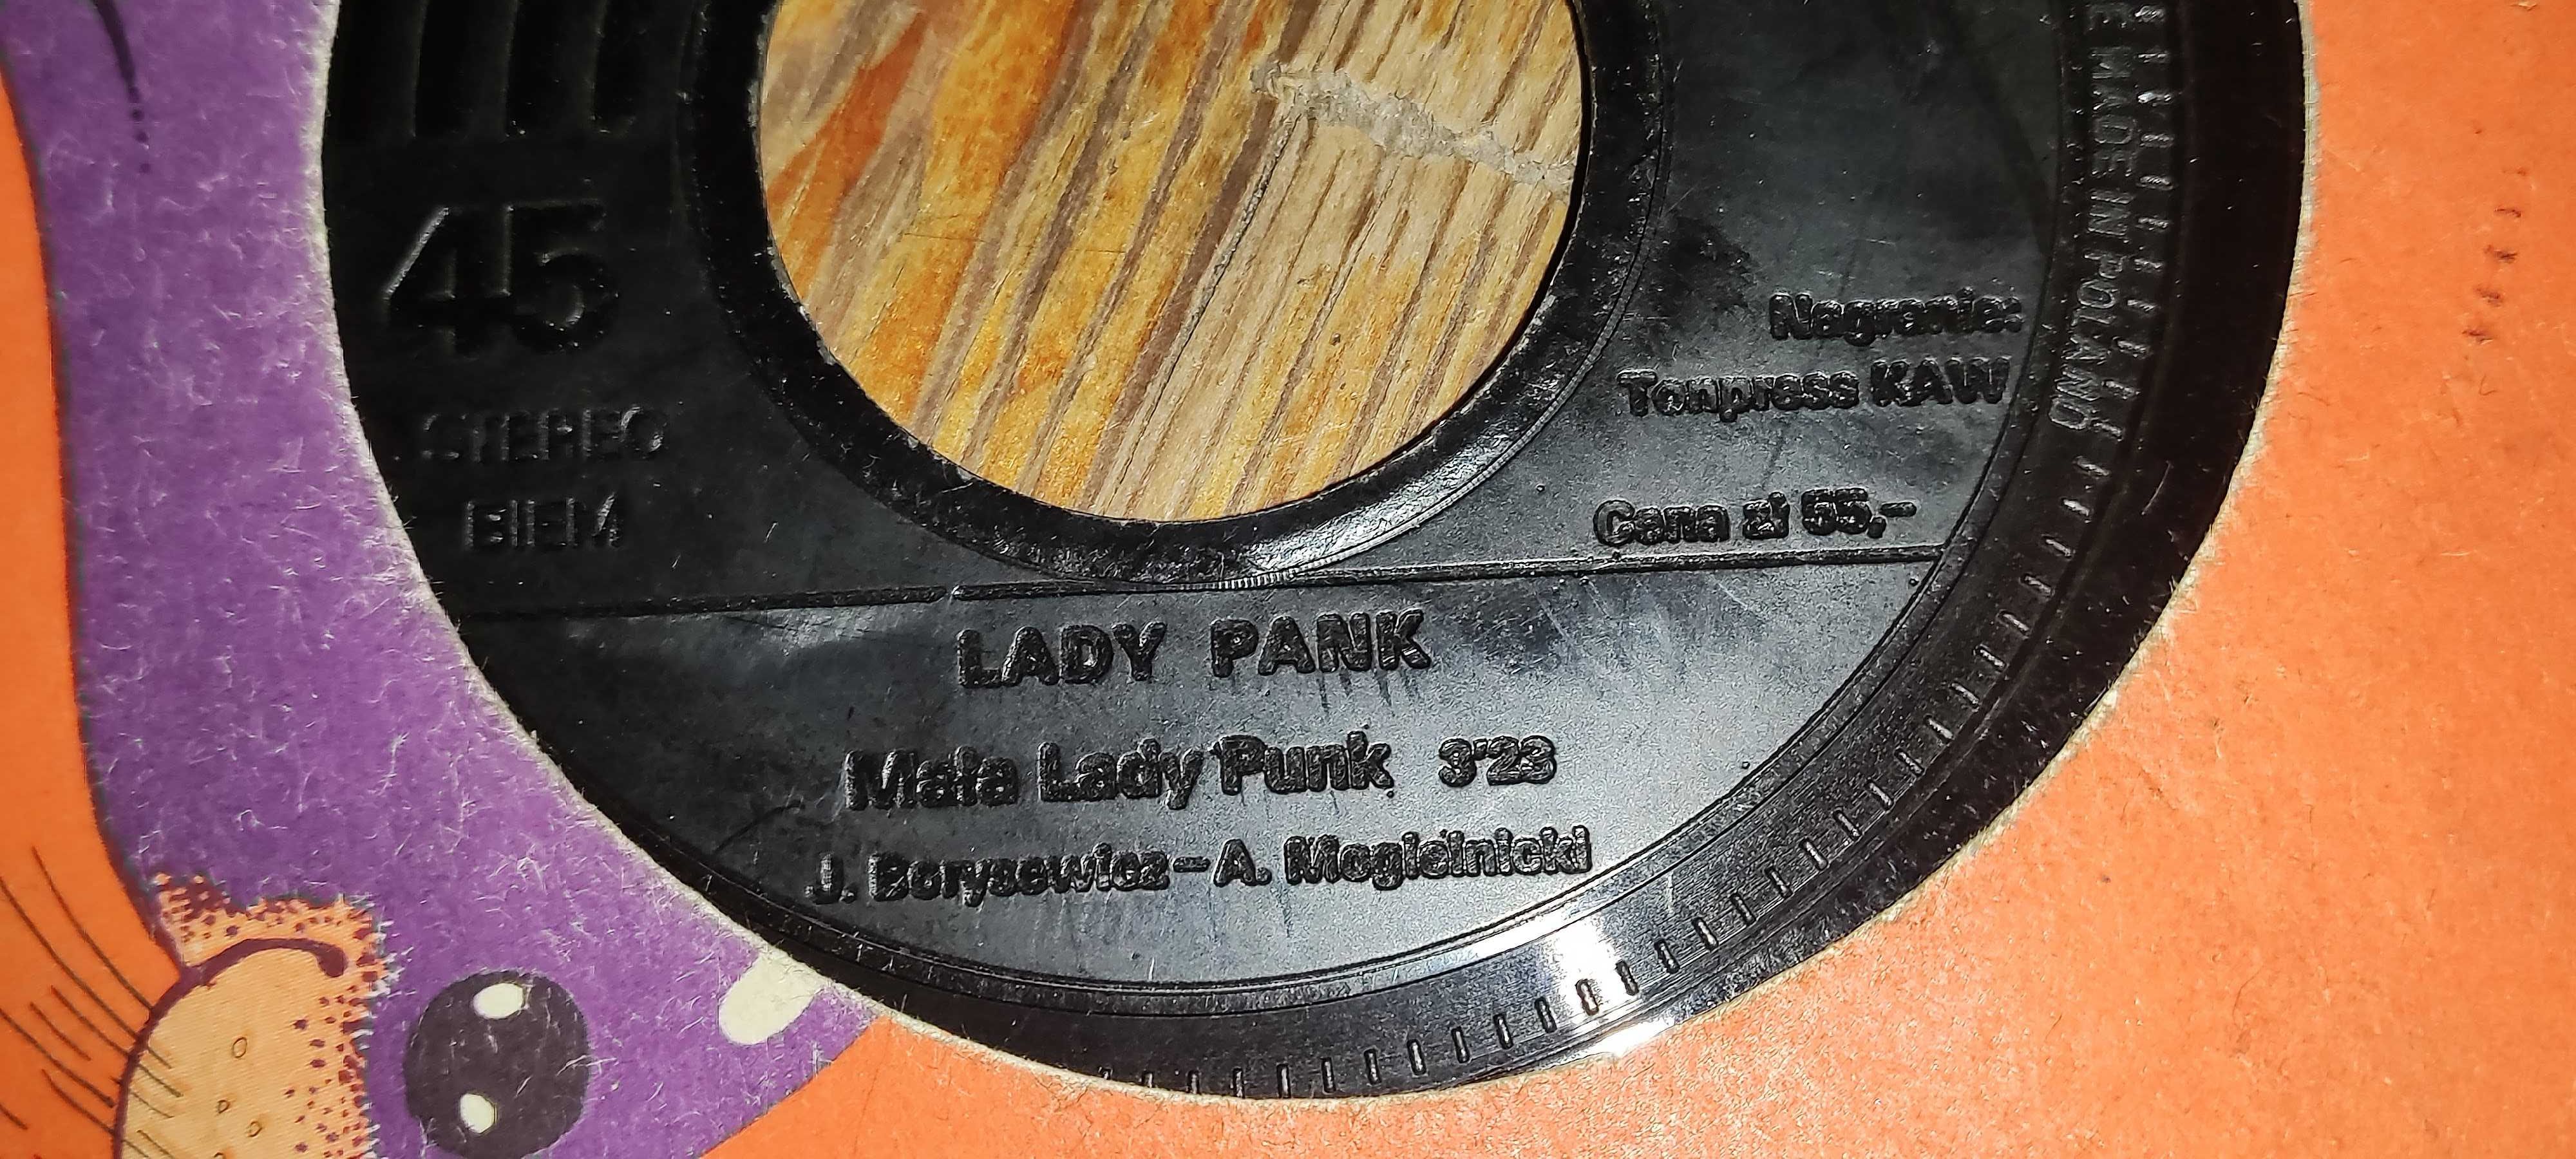 45
STEREO
BIEM
Nagranie:
Tonpress KAW
Cena zł 55,-
LADY PANK
Mała Lady Punk 3'23
J. Borysewicz-A. Mogielnicki
MADE IN POLAND